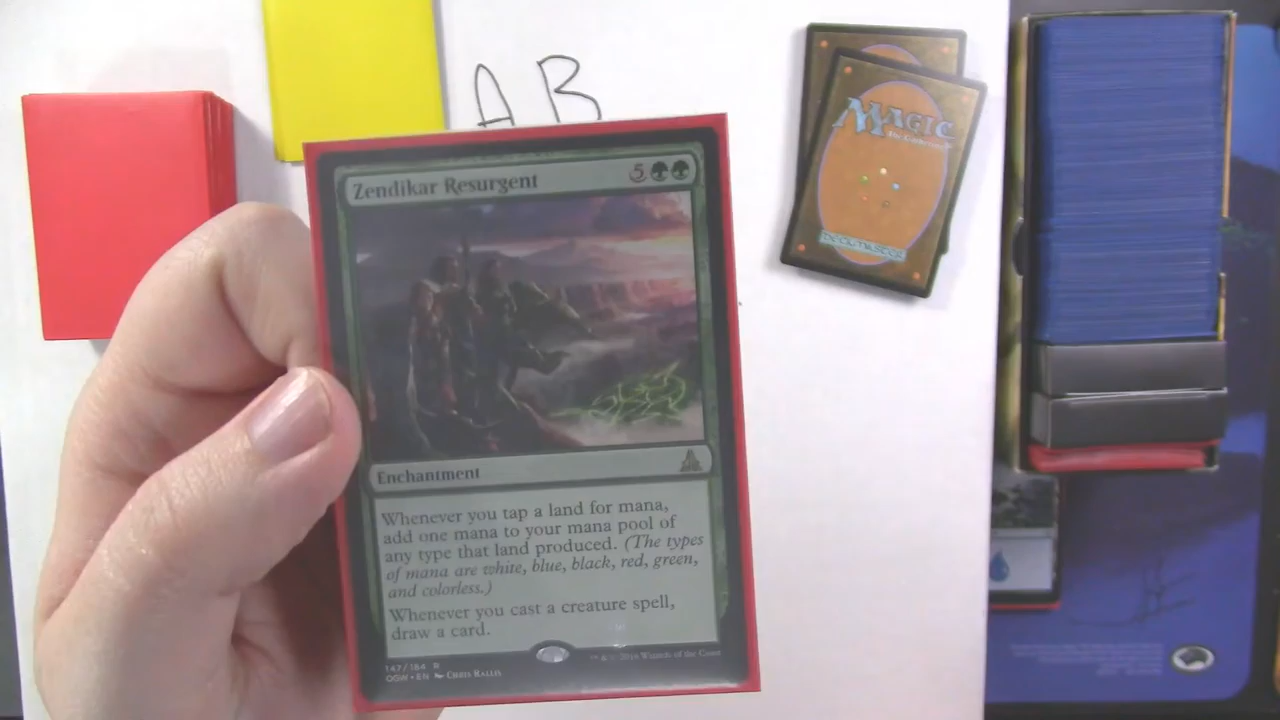 A B
MAGIC
The Gathering
DECKMASTER
Zendikar Resurgent 5
Enchantment
Whenever you tap a land for mana,
add one mana to your mana pool of
any type that land produced. (The types
of mana are white, blue, black, red, green,
and colorless.)
Whenever you cast a creature spell,
draw a card.
147/184 R
OGW • EN Chris Rallis
™ & © 2016 Wizards of the Coast